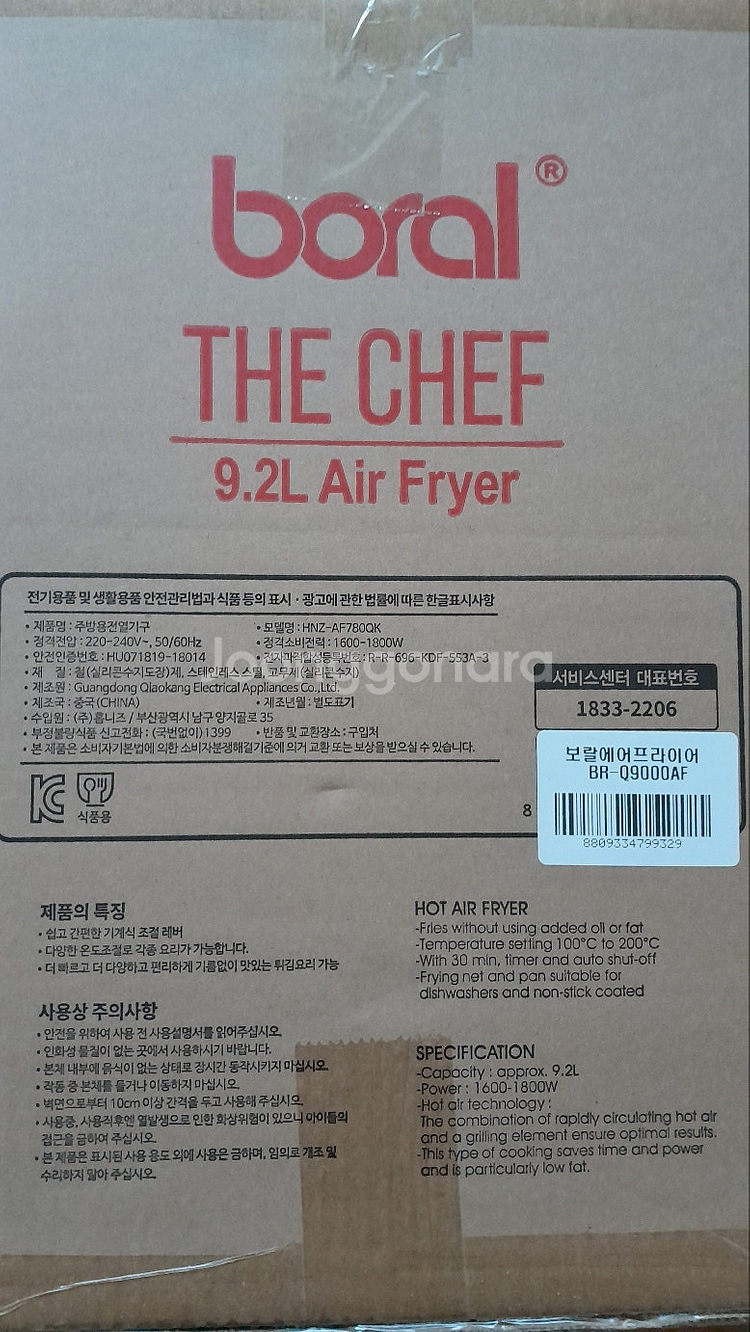 boral®
THE CHEF
9.2L Air Fryer
전기용품 및 생활용품 안전관리법과 식품 등의 표시·광고에 관한 법률에 따른 한글표시사항
• 제품명 : 주방용전열기구 • 모델명 : HNZ-AF780QK
• 정격전압 : 220-240V~, 50/60Hz • 정격소비전력 : 1600-1800W
• 안전인증번호 : HU071819-18014 • 전자파적합성등록번호 : R-R-696-KDF-553A-3
• 재 질 : 철(실리콘수지도장)제, 스테인레스스틸, 고무제(실리콘수지)
• 제조원 : Guangdong Qiaokang Electrical Appliances Co.,Ltd.
• 제조국 : 중국(CHINA) • 제조년월 : 별도표기
• 수입원 : (주)홈니즈 / 부산광역시 남구 양지골로 35
• 부정불량식품 신고전화 : (국번없이)1399 • 반품 및 교환장소 : 구입처
• 본 제품은 소비자기본법에 의한 소비자분쟁해결기준에 의거 교환 또는 보상을 받으실 수 있습니다.
서비스센터 대표번호
1833-2206
보랄에어프라이어
BR-Q9000AF
8809334799329
8
식품용
제품의 특징
• 쉽고 간편한 기계식 조절 레버
• 다양한 온도조절로 각종 요리가 가능합니다.
• 더 빠르고 더 다양하고 편리하게 기름없이 맛있는 튀김요리 가능
사용상 주의사항
• 안전을 위하여 사용 전 사용설명서를 읽어주십시오.
• 인화성 물질이 없는 곳에서 사용하시기 바랍니다.
• 본체 내부에 음식이 없는 상태로 장시간 동작시키지 마십시오.
• 작동 중 본체를 들거나 이동하지 마십시오.
• 벽면으로부터 10cm 이상 간격을 두고 사용해 주십시오.
• 사용중, 사용직후엔 열발생으로 인한 화상위험이 있으니 아이들의
접근을 금하여 주십시오.
• 본 제품은 표시된 사용 용도 외에 사용은 금하며, 임의로 개조 및
수리하지 말아 주십시오.
HOT AIR FRYER
-Fries without using added oil or fat
-Temperature setting 100°C to 200°C
-With 30 min, timer and auto shut-off
-Frying net and pan suitable for
dishwashers and non-stick coated
SPECIFICATION
-Capacity : approx. 9.2L
-Power : 1600-1800W
-Hot air technology :
The combination of rapidly circulating hot air
and a grilling element ensure optimal results.
-This type of cooking saves time and power
and is particularly low fat.